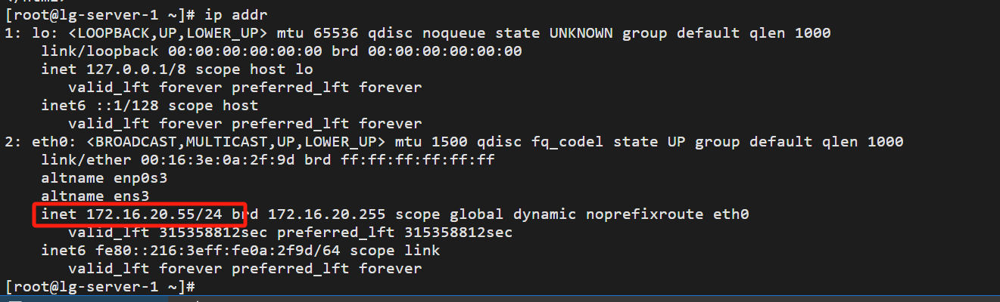 [root@lg-server-1 ~]# ip addr
1: lo: <LOOPBACK,UP,LOWER_UP> mtu 65536 qdisc noqueue state UNKNOWN group default qlen 1000
    link/loopback 00:00:00:00:00:00 brd 00:00:00:00:00:00
    inet 127.0.0.1/8 scope host lo
       valid_lft forever preferred_lft forever
    inet6 ::1/128 scope host
       valid_lft forever preferred_lft forever
2: eth0: <BROADCAST,MULTICAST,UP,LOWER_UP> mtu 1500 qdisc fq_codel state UP group default qlen 1000
    link/ether 00:16:3e:0a:2f:9d brd ff:ff:ff:ff:ff:ff
    altname enp0s3
    altname ens3
    inet 172.16.20.55/24 brd 172.16.20.255 scope global dynamic noprefixroute eth0
       valid_lft 315358812sec preferred_lft 315358812sec
    inet6 fe80::216:3eff:fe0a:2f9d/64 scope link
       valid_lft forever preferred_lft forever
[root@lg-server-1 ~]#